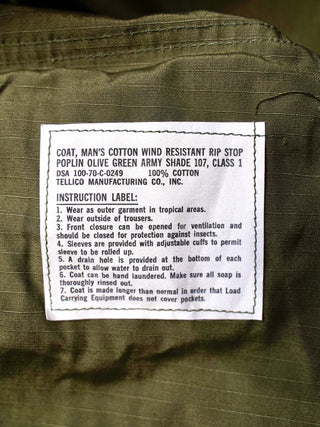 COAT, MAN'S COTTON WIND RESISTANT RIP STOP
POPLIN OLIVE GREEN ARMY SHADE 107, CLASS 1
DSA 100-70-C-0249 100% COTTON
TELLICO MANUFACTURING CO., INC.
INSTRUCTION LABEL:
1. Wear as outer garment in tropical areas.
2. Wear outside of trousers.
3. Front closure can be opened for ventilation and
should be closed for protection against insects.
4. Sleeves are provided with adjustable cuffs to permit
sleeve to be rolled up.
5. A drain hole is provided at the bottom of each
pocket to allow water to drain out.
6. Coat can be hand laundered. Make sure all soap is
thoroughly rinsed out.
7. Coat is made longer than normal in order that Load
Carrying Equipment does not cover pockets.